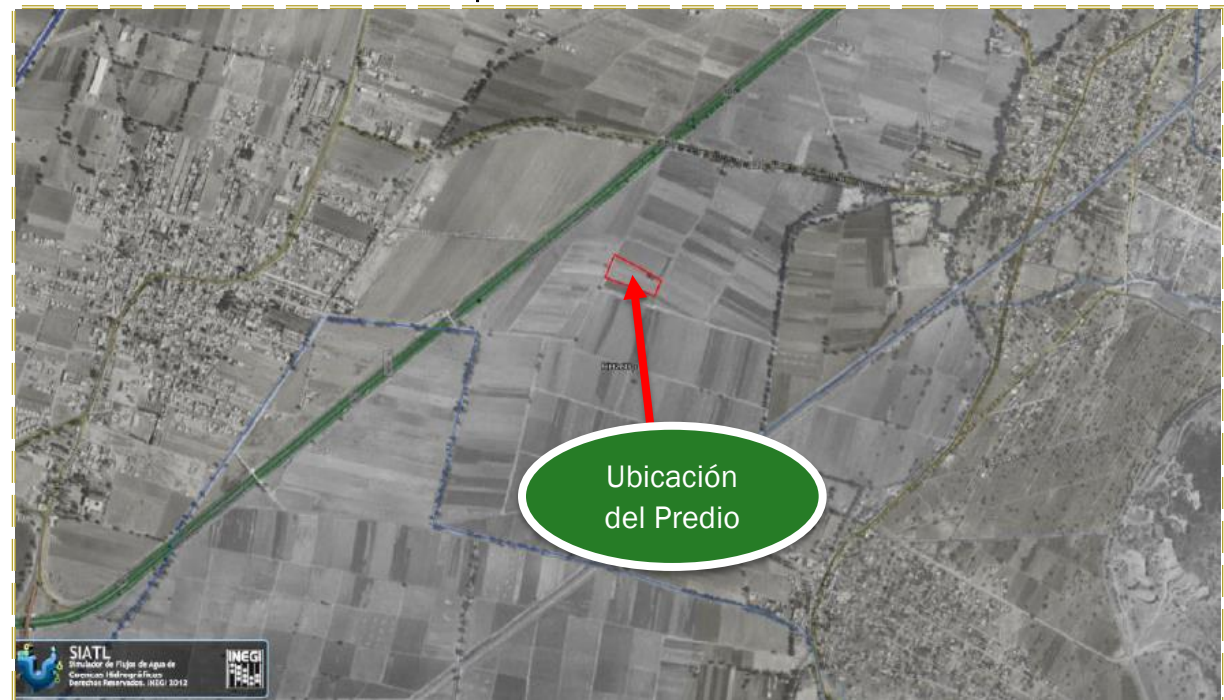 Ubicación
del Predio
SIATL
Simulador de Flujos de Agua de
Cuencas Hidrográficas
Derechos Reservados. INEGI 2012
INEGI